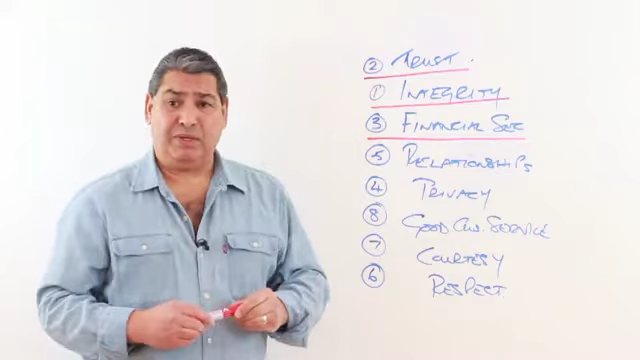 ② TRUST.
① INTEGRITY
③ FINANCIAL SEC
⑤ RELATIONSHIPS
④ PRIVACY
⑧ GOOD CUS. SERVICE
⑦ COURTESY
⑥ RESPECT.